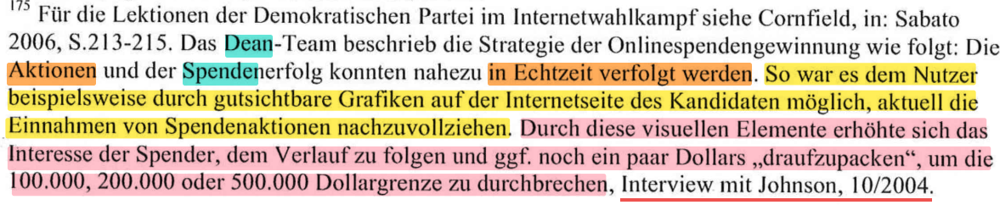 175 Für die Lektionen der Demokratischen Partei im Internetwahlkampf siehe Cornfield, in: Sabato
2006, S.213-215. Das Dean-Team beschrieb die Strategie der Onlinespendengewinnung wie folgt: Die
Aktionen und der Spendenerfolg konnten nahezu in Echtzeit verfolgt werden. So war es dem Nutzer
beispielsweise durch gutsichtbare Grafiken auf der Internetseite des Kandidaten möglich, aktuell die
Einnahmen von Spendenaktionen nachzuvollziehen. Durch diese visuellen Elemente erhöhte sich das
Interesse der Spender, dem Verlauf zu folgen und ggf. noch ein paar Dollars „draufzupacken“, um die
100.000, 200.000 oder 500.000 Dollargrenze zu durchbrechen, Interview mit Johnson, 10/2004.